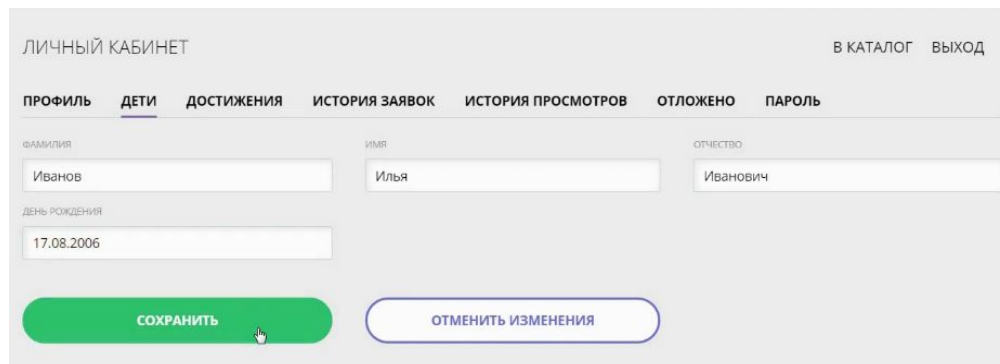 ЛИЧНЫЙ КАБИНЕТ В КАТАЛОГ ВЫХОД
ПРОФИЛЬ ДЕТИ ДОСТИЖЕНИЯ ИСТОРИЯ ЗАЯВОК ИСТОРИЯ ПРОСМОТРОВ ОТЛОЖЕНО ПАРОЛЬ
ФАМИЛИЯ ИМЯ ОТЧЕСТВО
Иванов Илья Иванович
ДЕНЬ РОЖДЕНИЯ
17.08.2006
СОХРАНИТЬ ОТМЕНИТЬ ИЗМЕНЕНИЯ